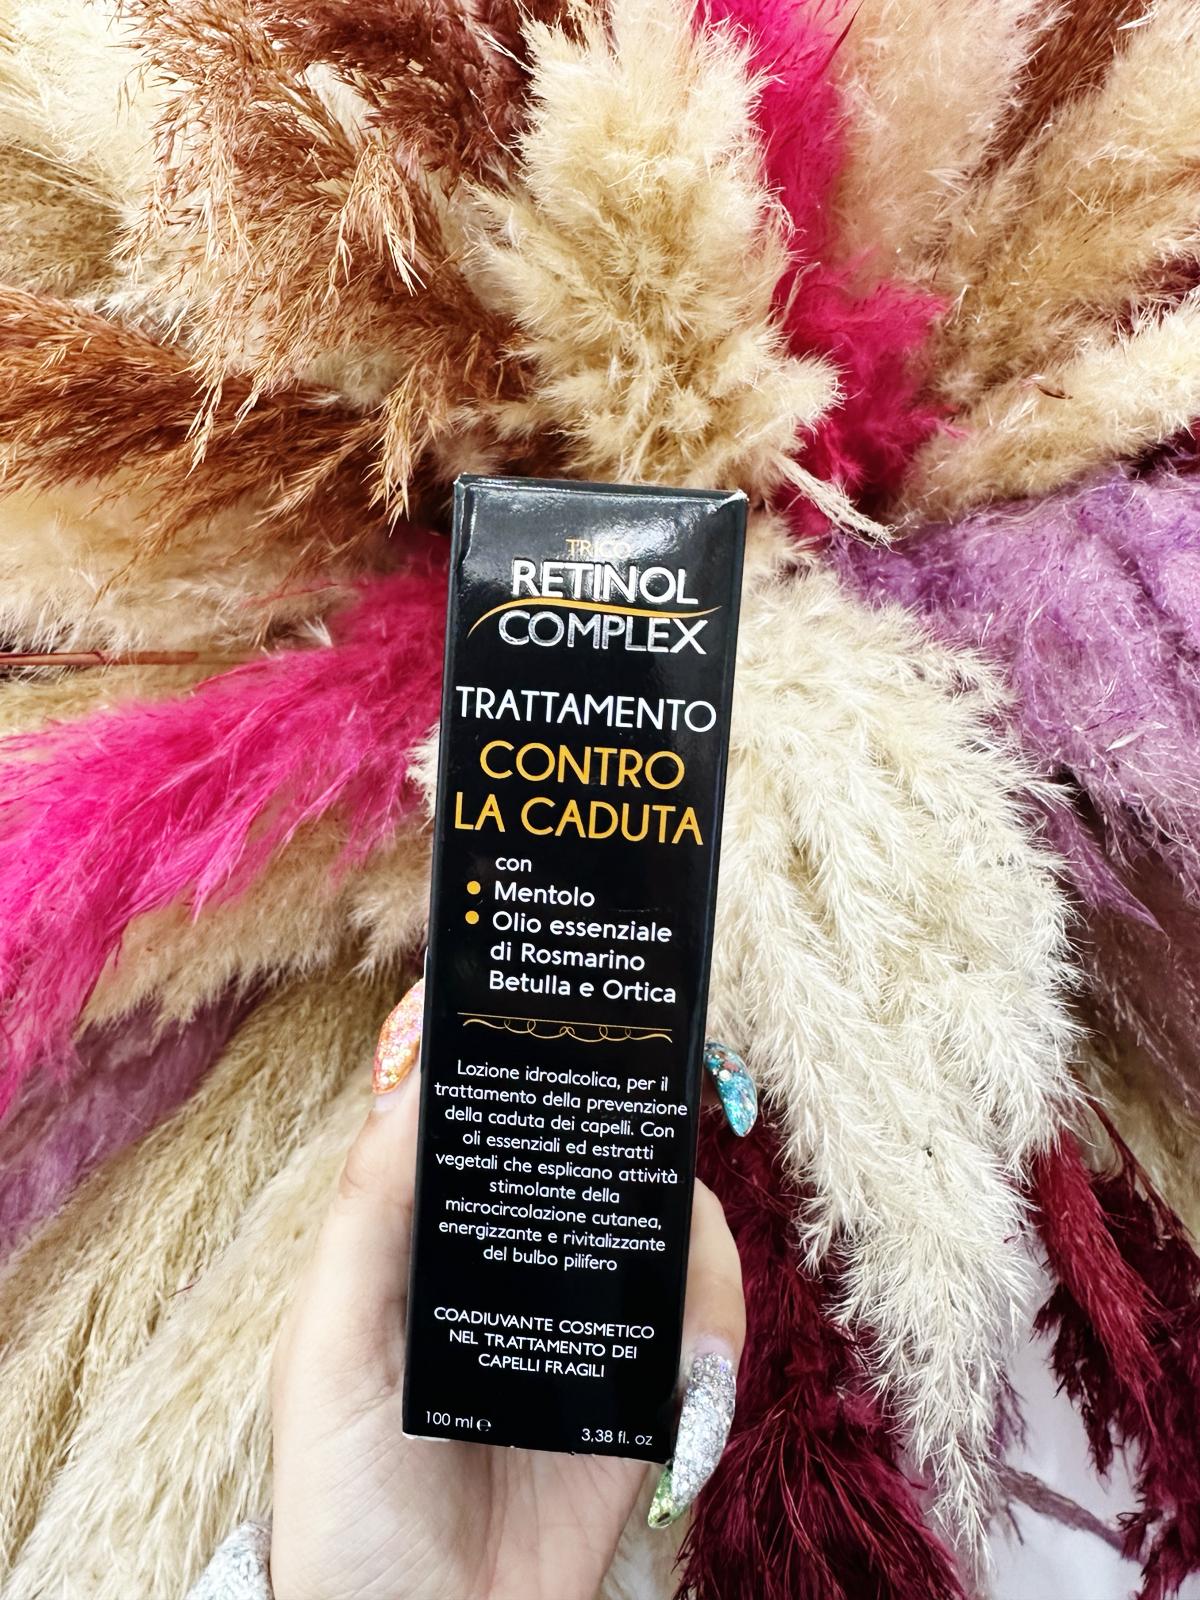 TRICO
RETINOL
COMPLEX
TRATTAMENTO
CONTRO
LA CADUTA
con
• Mentolo
• Olio essenziale
di Rosmarino
Betulla e Ortica
Lozione idroalcolica, per il
trattamento della prevenzione
della caduta dei capelli. Con
oli essenziali ed estratti
vegetali che esplicano attività
stimolante della
microcircolazione cutanea,
energizzante e rivitalizzante
del bulbo pilifero
COADIUVANTE COSMETICO
NEL TRATTAMENTO DEI
CAPELLI FRAGILI
100 ml ℮
3,38 fl. oz